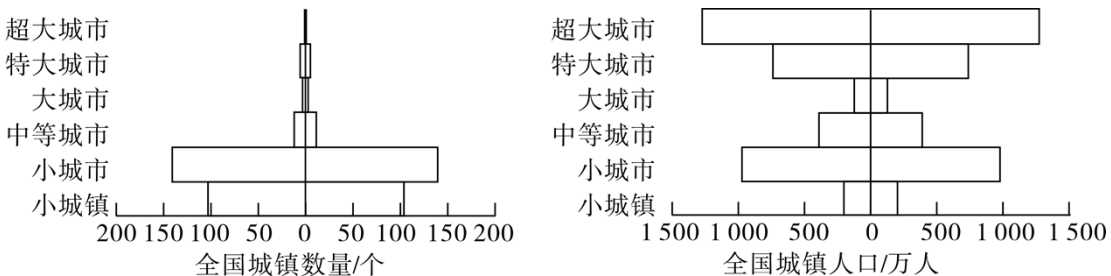 超大城市
特大城市
大城市
中等城市
小城市
小城镇
200 150 100 50 0 50 100 150 200
全国城镇数量/个
超大城市
特大城市
大城市
中等城市
小城市
小城镇
1 500 1 000 500 0 500 1 000 1 500
全国城镇人口/万人